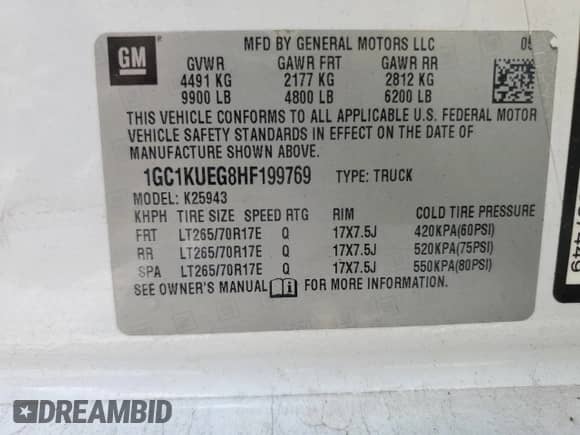 GM
MFD BY GENERAL MOTORS LLC
GVWR GAWR FRT GAWR RR
4491 KG 2177 KG 2812 KG
9900 LB 4800 LB 6200 LB
THIS VEHICLE CONFORMS TO ALL APPLICABLE U.S. FEDERAL MOTOR
VEHICLE SAFETY STANDARDS IN EFFECT ON THE DATE OF
MANUFACTURE SHOWN ABOVE.
1GC1KUEG8HF199769 TYPE: TRUCK
MODEL: K25943
KHPH TIRE SIZE SPEED RTG RIM COLD TIRE PRESSURE
FRT LT265/70R17E Q 17X7.5J 420KPA(60PSI)
RR LT265/70R17E Q 17X7.5J 520KPA(75PSI)
SPA LT265/70R17E Q 17X7.5J 550KPA(80PSI)
SEE OWNER'S MANUAL FOR MORE INFORMATION.
DREAMBID